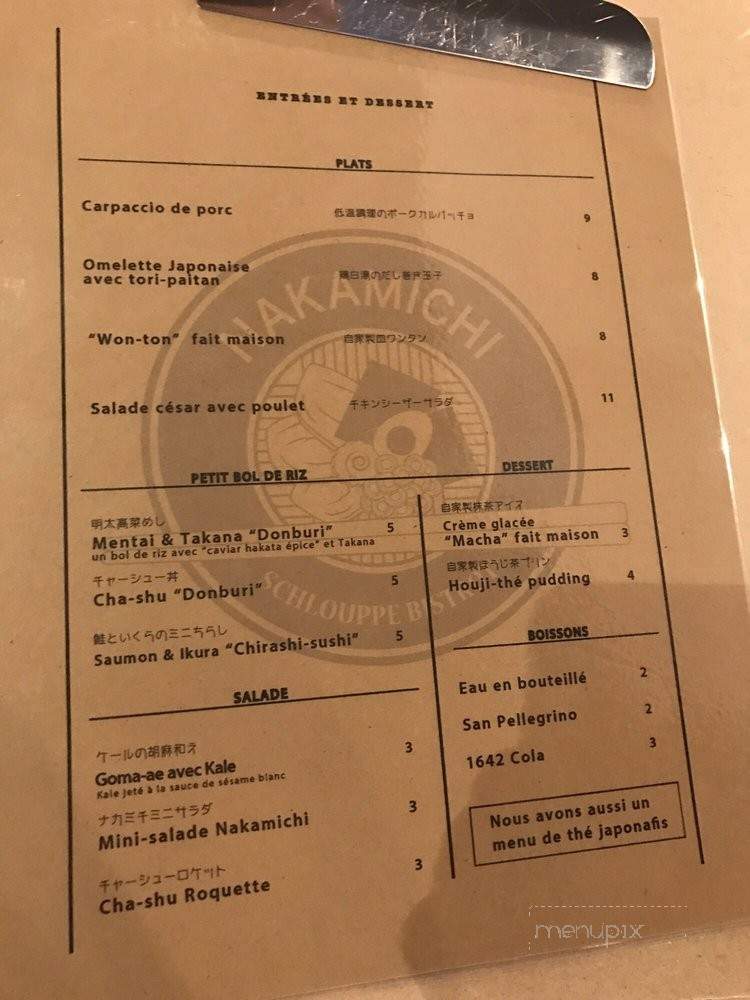 ENTRÉES ET DESSERT
PLATS
Carpaccio de porc 低温調理のポークカルパッチョ 9
Omelette Japonaise 鶏白湯のだし巻き玉子 8
avec tori-paitan
“Won-ton” fait maison 自家製皿ワンタン 8
Salade césar avec poulet チキンシーザーサラダ 11
NAKAMICHI
SCHLOUPPE
PETIT BOL DE RIZ
明太高菜めし
Mentai & Takana “Donburi” 5
un bol de riz avec “caviar hakata épice” et Takana
チャーシュー丼
Cha-shu “Donburi” 5
鮭といくらのミニちらし
Saumon & Ikura “Chirashi-sushi” 5
SALADE
ケールの胡麻和え
Goma-ae avec Kale 3
Kale jeté à la sauce de sésame blanc
ナカミチミニサラダ
Mini-salade Nakamichi 3
チャーシューロケット
Cha-shu Roquette 3
DESSERT
自家製抹茶アイス
Crème glacée
“Macha” fait maison 3
自家製ほうじ茶プリン
Houji-thé pudding 4
BOISSONS
Eau en bouteillé 2
San Pellegrino 2
1642 Cola 3
Nous avons aussi un
menu de thé japonafis
menupix